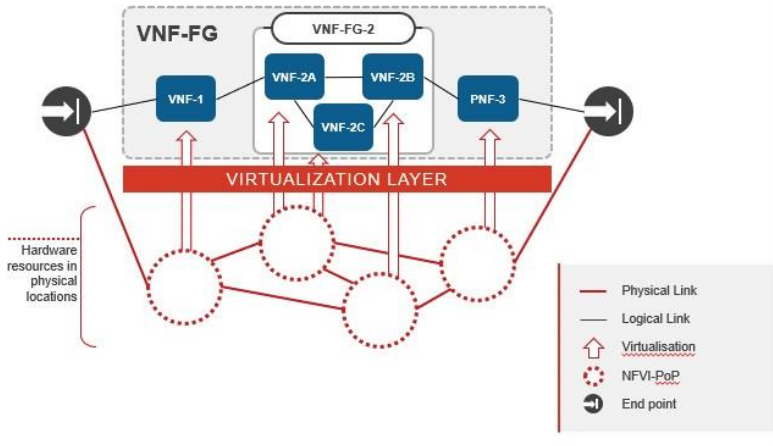 VNF-FG
VNF-FG-2
VNF-1
VNF-2A
VNF-2B
VNF-2C
PNF-3
VIRTUALIZATION LAYER
Hardware
resources in
physical
locations
Physical Link
Logical Link
Virtualisation
NFVI-PoP
End point